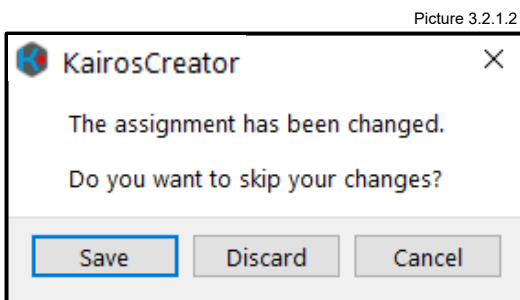 Picture 3.2.1.2
KairosCreator
The assignment has been changed.
Do you want to skip your changes?
Save Discard Cancel